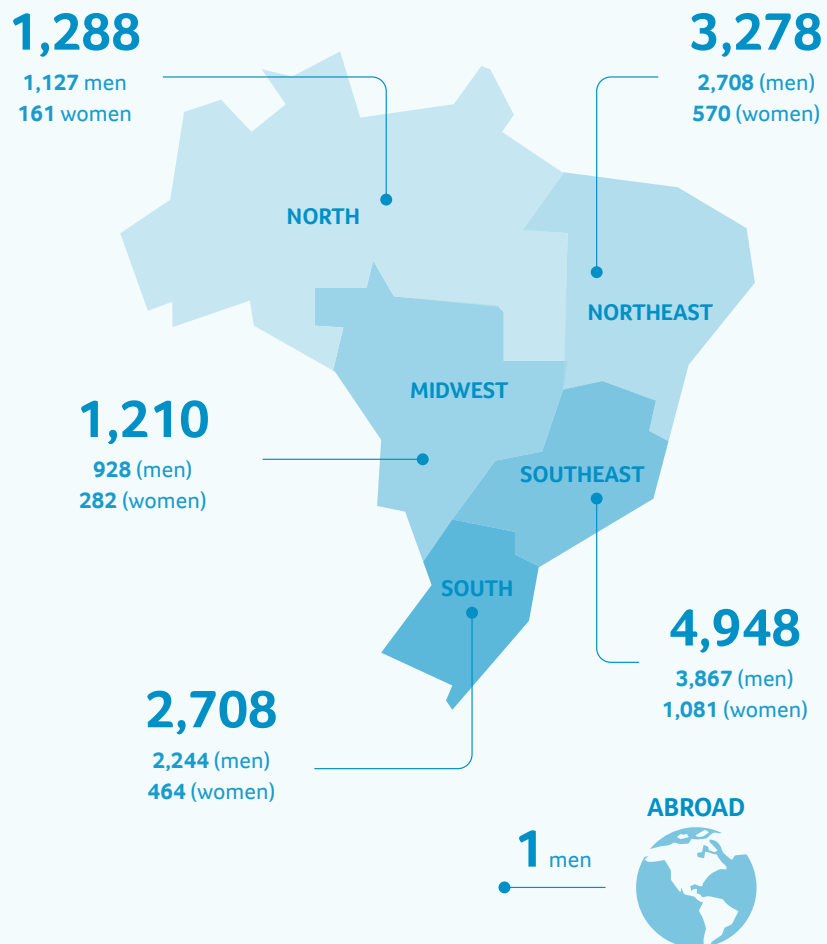 1,288
1,127 men
161 women
3,278
2,708 (men)
570 (women)
NORTH
NORTHEAST
MIDWEST
1,210
928 (men)
282 (women)
SOUTHEAST
SOUTH
4,948
3,867 (men)
1,081 (women)
2,708
2,244 (men)
464 (women)
ABROAD
1 men